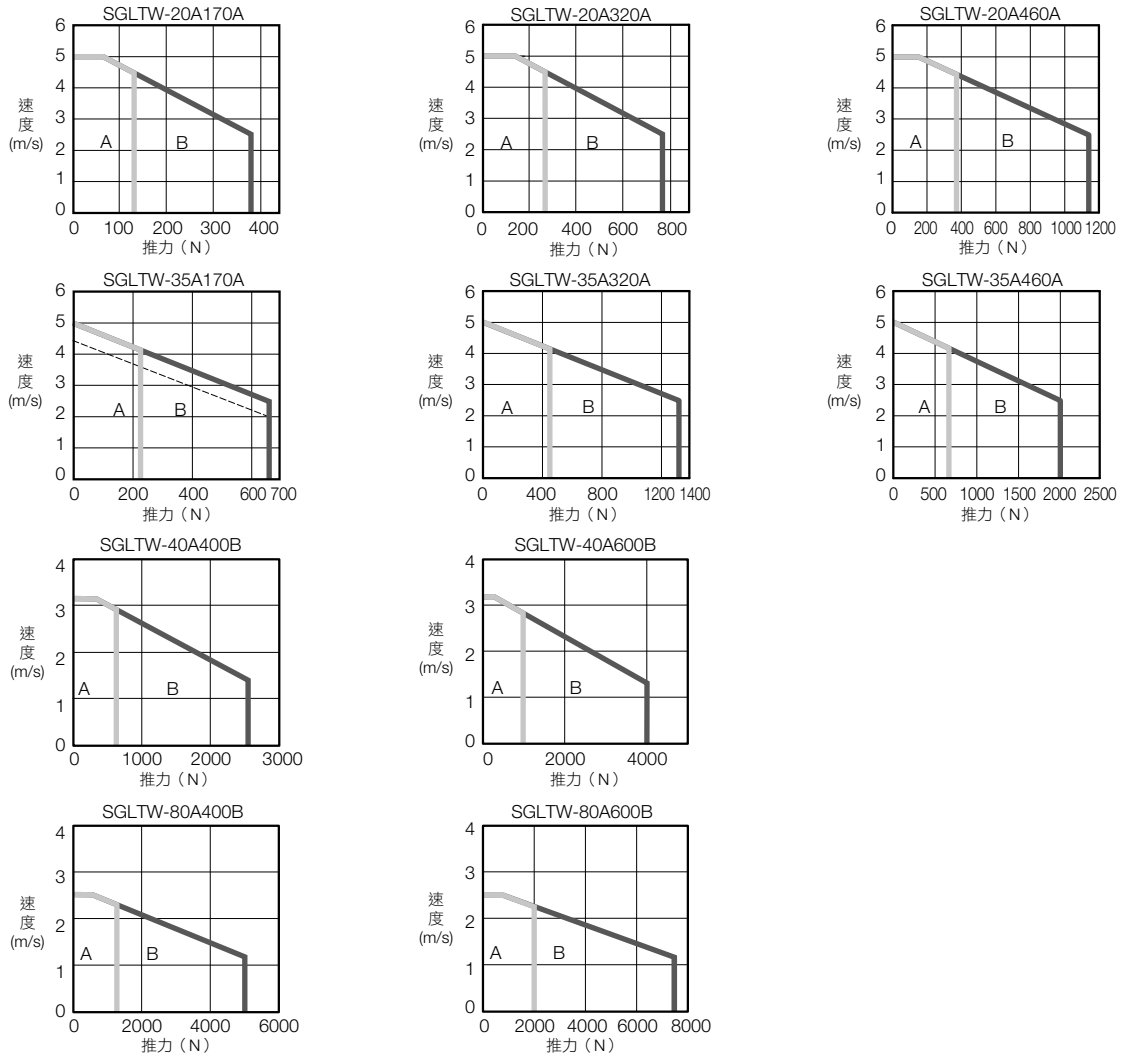 SGLTW-20A170A
6
5
4
3
2
1
0
速
度
(m/s)
A
B
0 100 200 300 400
推力（N）
SGLTW-20A320A
6
5
4
3
2
1
0
速
度
(m/s)
A
B
0 200 400 600 800
推力（N）
SGLTW-20A460A
6
5
4
3
2
1
0
速
度
(m/s)
A
B
0 200 400 600 800 1000 1200
推力（N）
SGLTW-35A170A
6
5
4
3
2
1
0
速
度
(m/s)
A
B
0 200 400 600 700
推力（N）
SGLTW-35A320A
6
5
4
3
2
1
0
速
度
(m/s)
A
B
0 400 800 1200 1400
推力（N）
SGLTW-35A460A
6
5
4
3
2
1
0
速
度
(m/s)
A
B
0 500 1000 1500 2000 2500
推力（N）
SGLTW-40A400B
4
3
2
1
0
速
度
(m/s)
A
B
0 1000 2000 3000
推力（N）
SGLTW-40A600B
4
3
2
1
0
速
度
(m/s)
A
B
0 2000 4000
推力（N）
SGLTW-80A400B
4
3
2
1
0
速
度
(m/s)
A
B
0 2000 4000 6000
推力（N）
SGLTW-80A600B
4
3
2
1
0
速
度
(m/s)
A
B
0 2000 4000 6000 8000
推力（N）